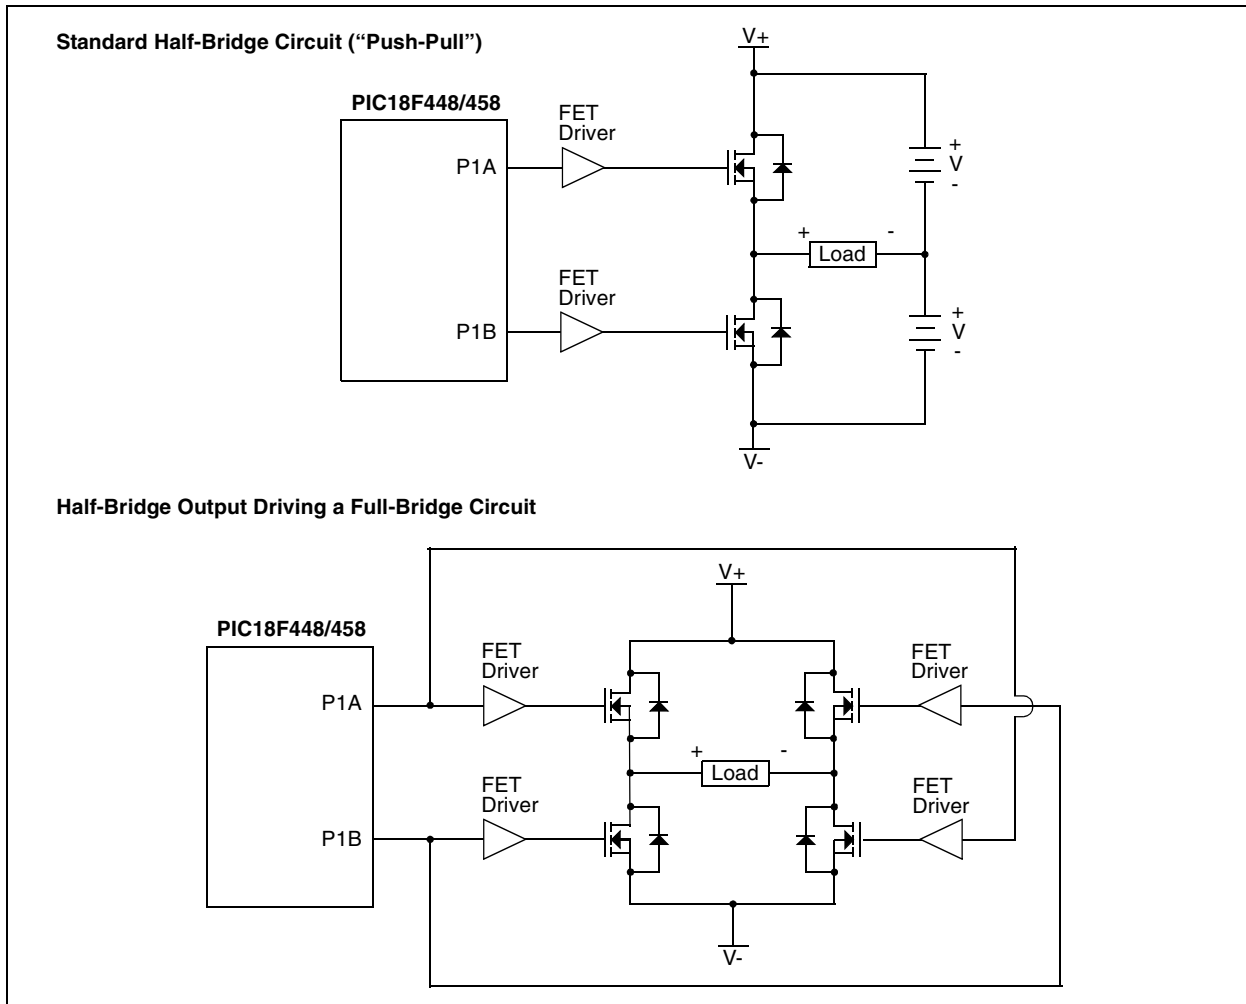 Standard Half-Bridge Circuit (“Push-Pull”)
V+
PIC18F448/458
FET
Driver
P1A
+
V
-
+ -
Load
FET
Driver
P1B
+
V
-
V-
Half-Bridge Output Driving a Full-Bridge Circuit
V+
PIC18F448/458
FET
Driver
FET
Driver
P1A
+ -
Load
FET
Driver
FET
Driver
P1B
V-